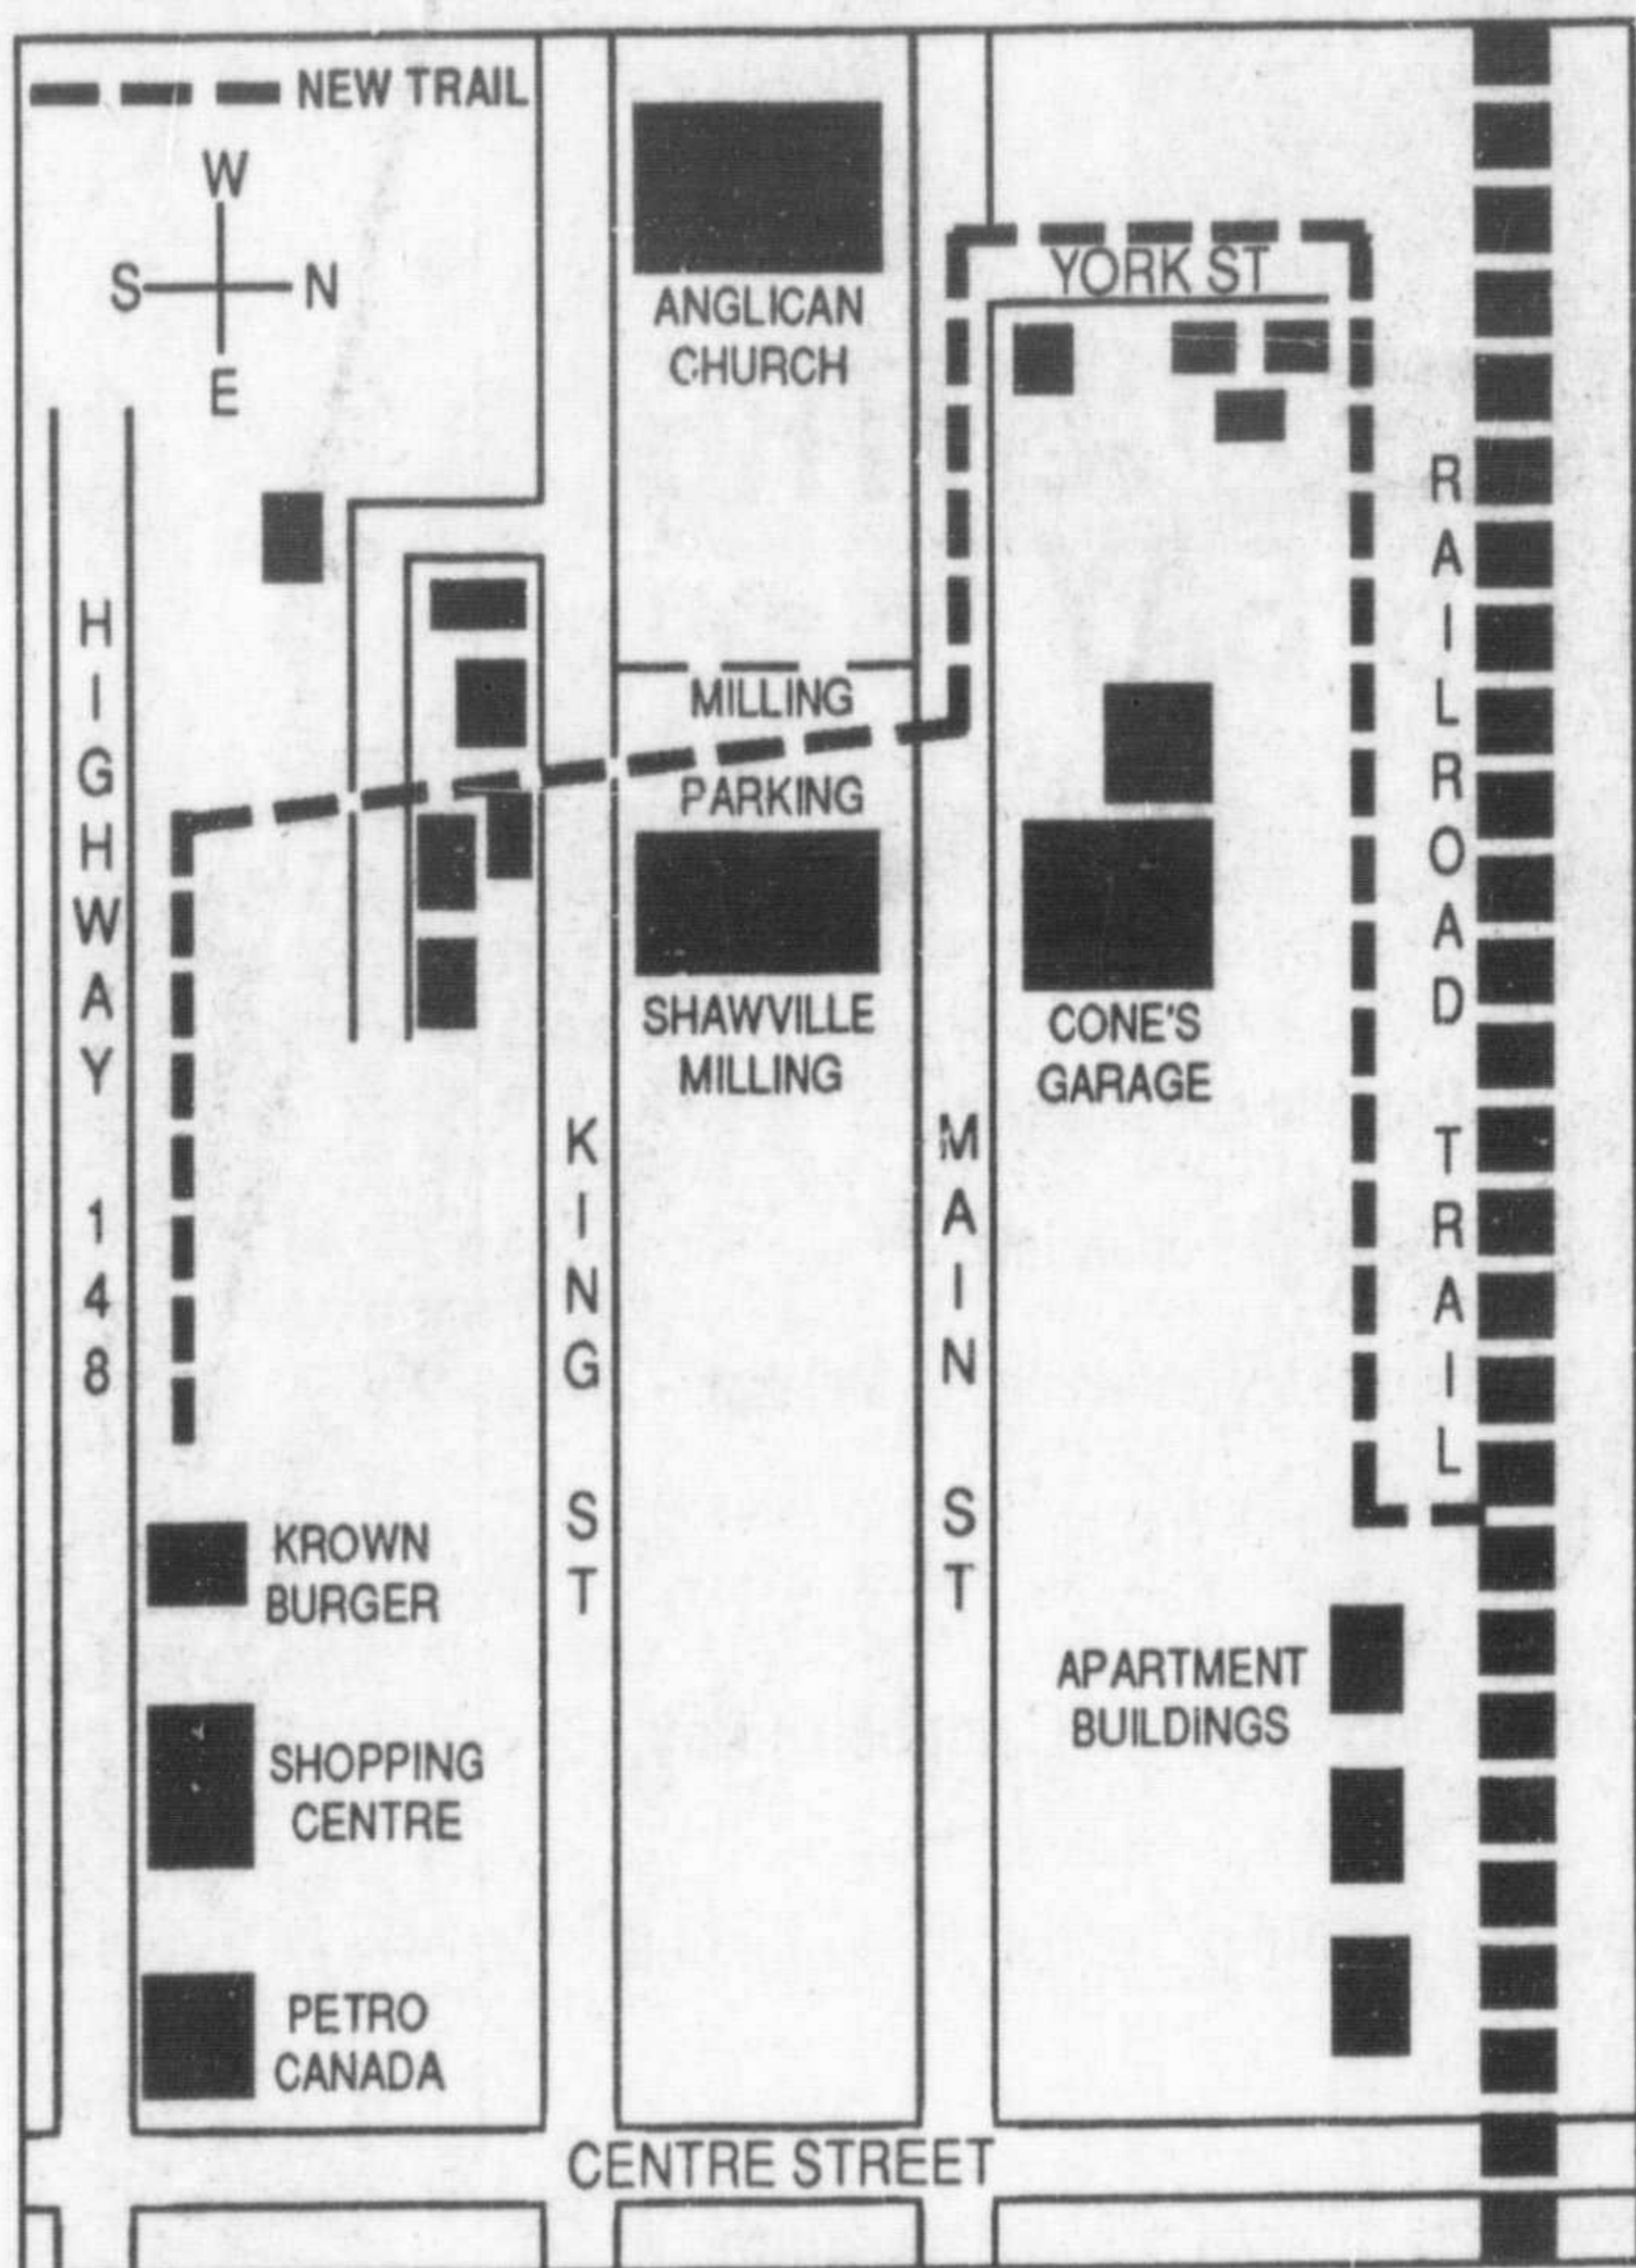 NEW TRAIL
W
S N
E
ANGLICAN
CHURCH
YORK ST
HIGHWAY 148
MILLING
PARKING
RAILROAD TRAIL
SHAWVILLE
MILLING
CONE'S
GARAGE
KING ST
MAIN ST
KROWN
BURGER
SHOPPING
CENTRE
APARTMENT
BUILDINGS
PETRO
CANADA
CENTRE STREET